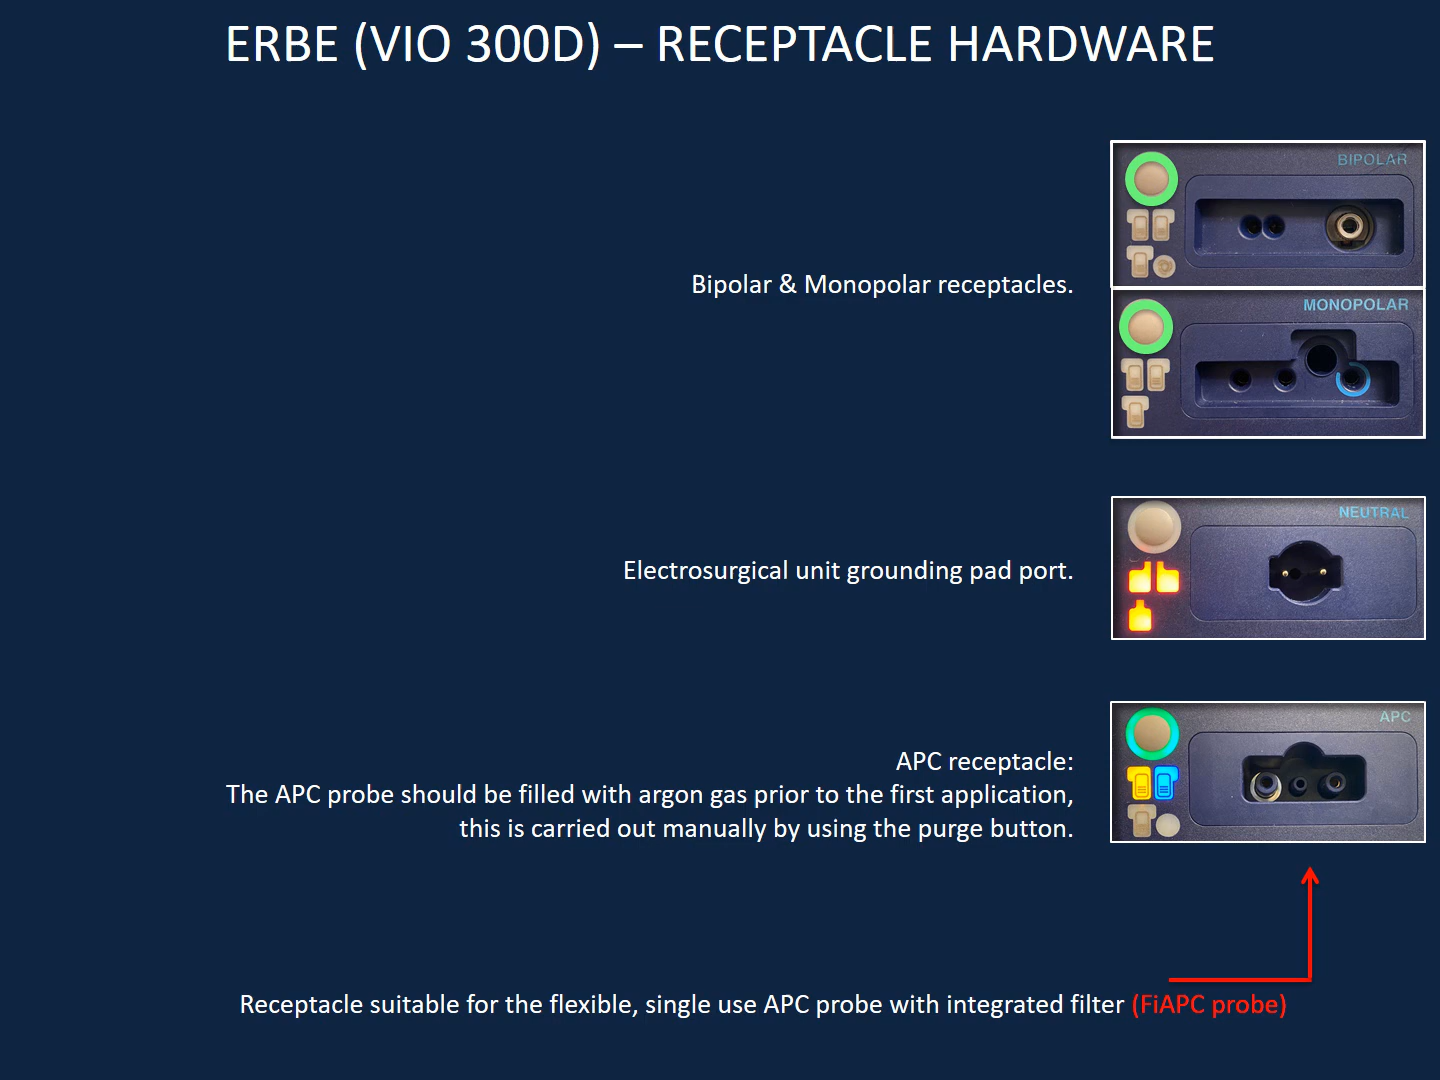 ERBE (VIO 300D) – RECEPTACLE HARDWARE
BIPOLAR
Bipolar & Monopolar receptacles.
MONOPOLAR
NEUTRAL
Electrosurgical unit grounding pad port.
APC
APC receptacle:
The APC probe should be filled with argon gas prior to the first application,
this is carried out manually by using the purge button.
Receptacle suitable for the flexible, single use APC probe with integrated filter (FiAPC probe)